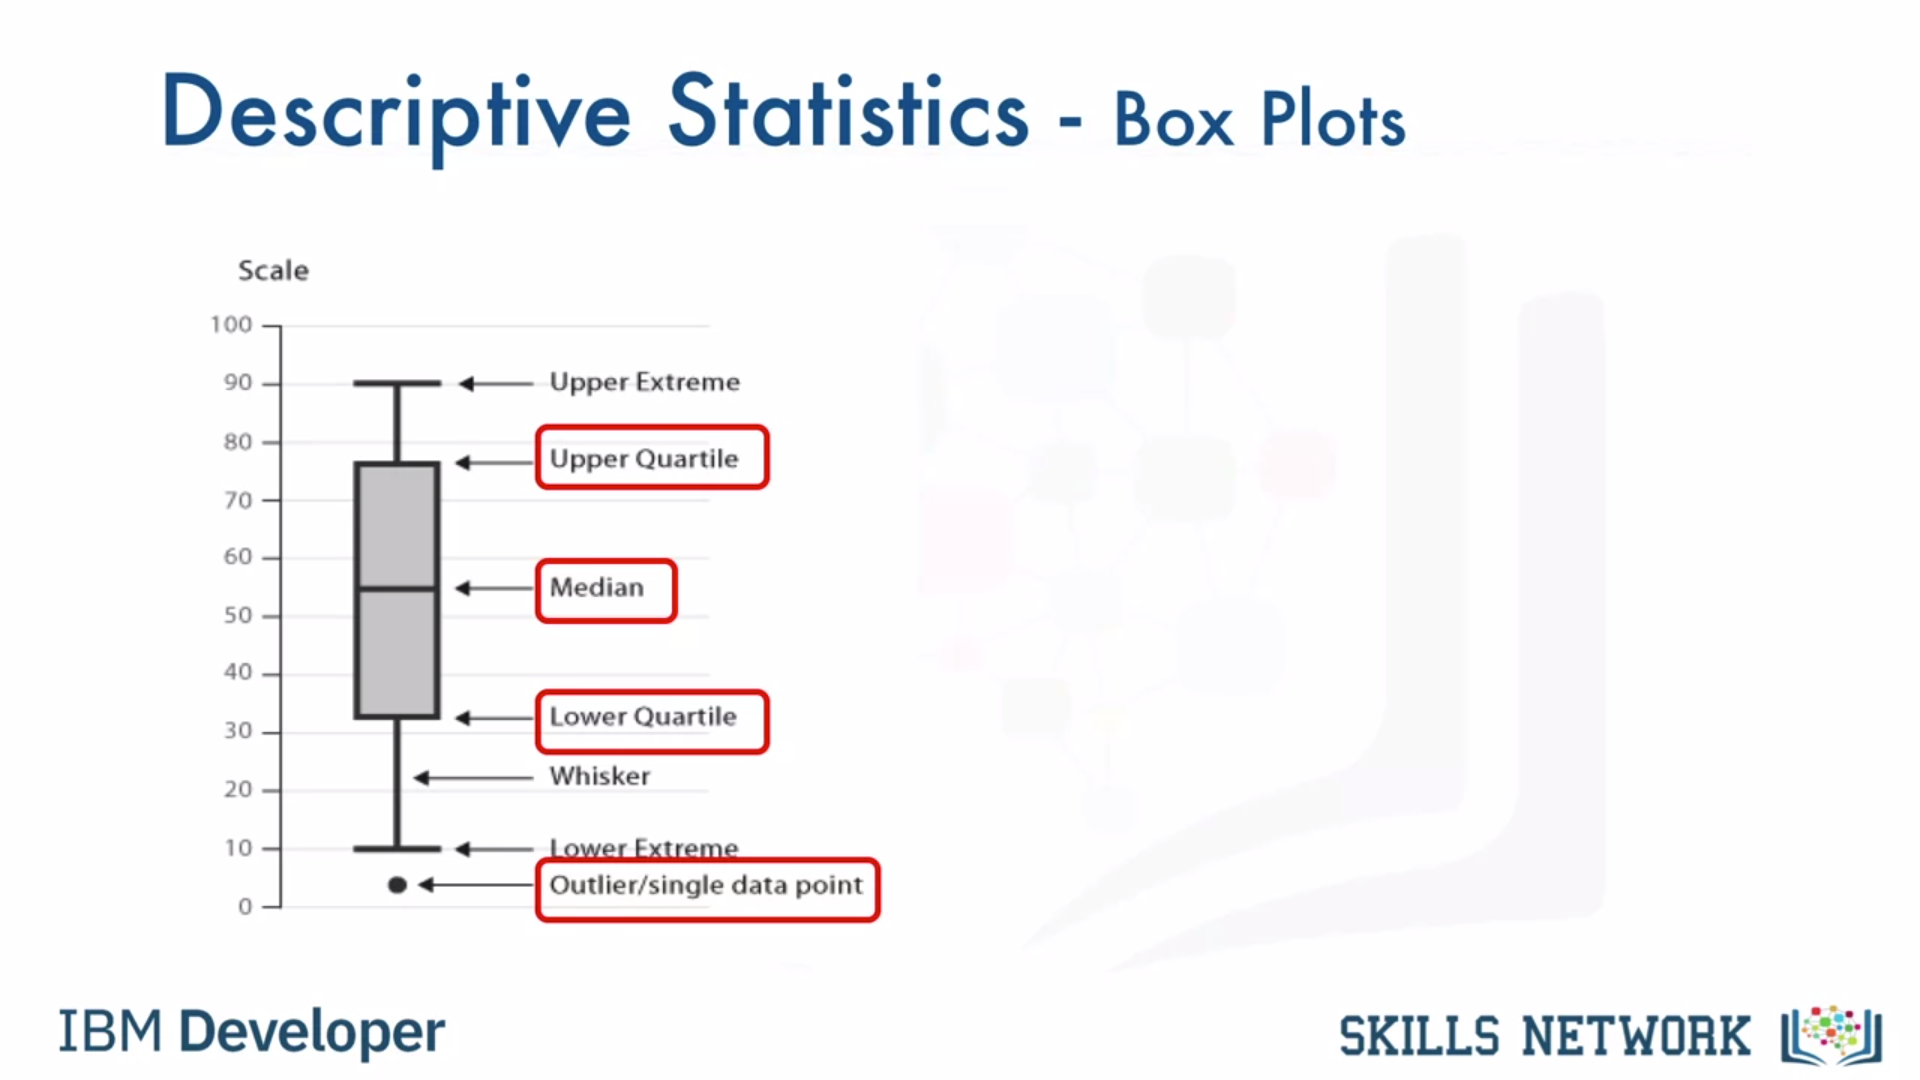 Descriptive Statistics - Box Plots
Scale
100
90
Upper Extreme
80
Upper Quartile
70
60
Median
50
40
Lower Quartile
30
Whisker
20
10
Lower Extreme
Outlier/single data point
0
IBM Developer
SKILLS NETWORK